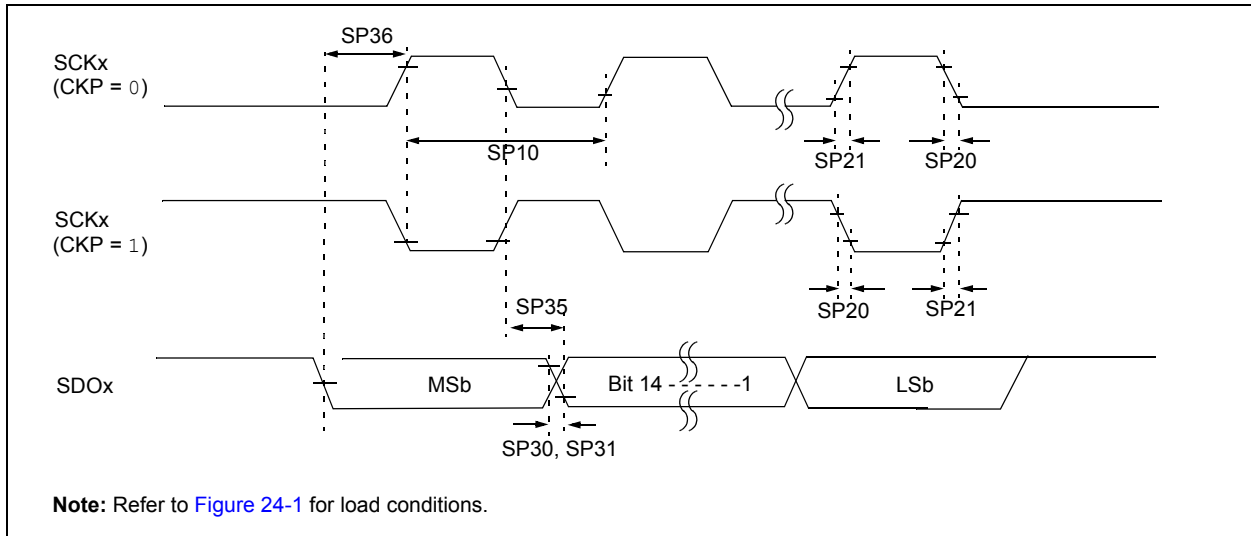 SP36
SCKx
(CKP = 0)
SP10
SP21
SP20
SCKx
(CKP = 1)
SP35
SP20
SP21
SDOx
MSb
Bit 14 - - - - - -1
LSb
SP30, SP31
Note: Refer to Figure 24-1 for load conditions.